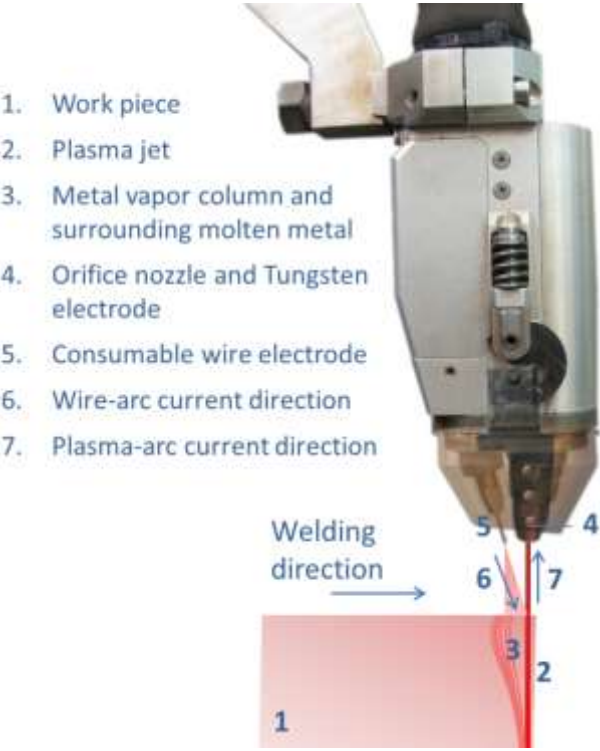 1. Work piece
2. Plasma jet
3. Metal vapor column and
surrounding molten metal
4. Orifice nozzle and Tungsten
electrode
5. Consumable wire electrode
6. Wire-arc current direction
7. Plasma-arc current direction
Welding
direction
5
4
6
7
3
2
1